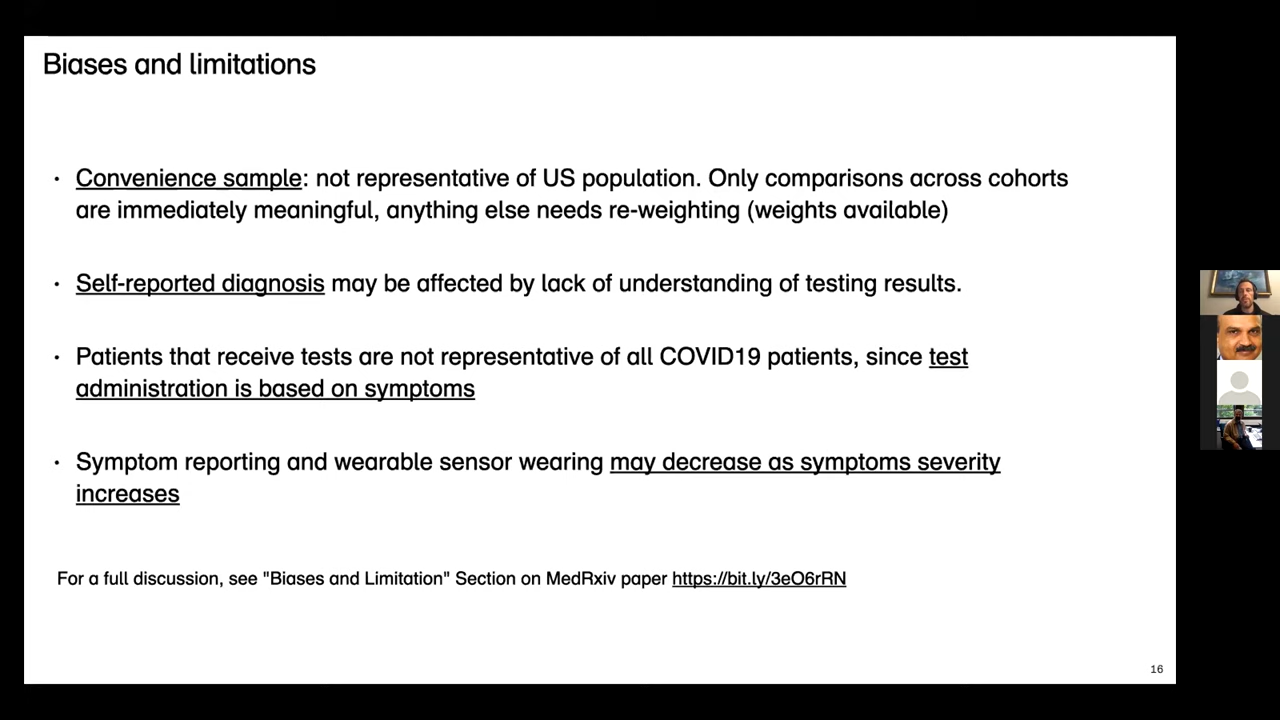 Biases and limitations
· Convenience sample: not representative of US population. Only comparisons across cohorts
are immediately meaningful, anything else needs re-weighting (weights available)
· Self-reported diagnosis may be affected by lack of understanding of testing results.
· Patients that receive tests are not representative of all COVID19 patients, since test
administration is based on symptoms
· Symptom reporting and wearable sensor wearing may decrease as symptoms severity
increases
For a full discussion, see "Biases and Limitation" Section on MedRxiv paper https://bit.ly/3eO6rRN
16